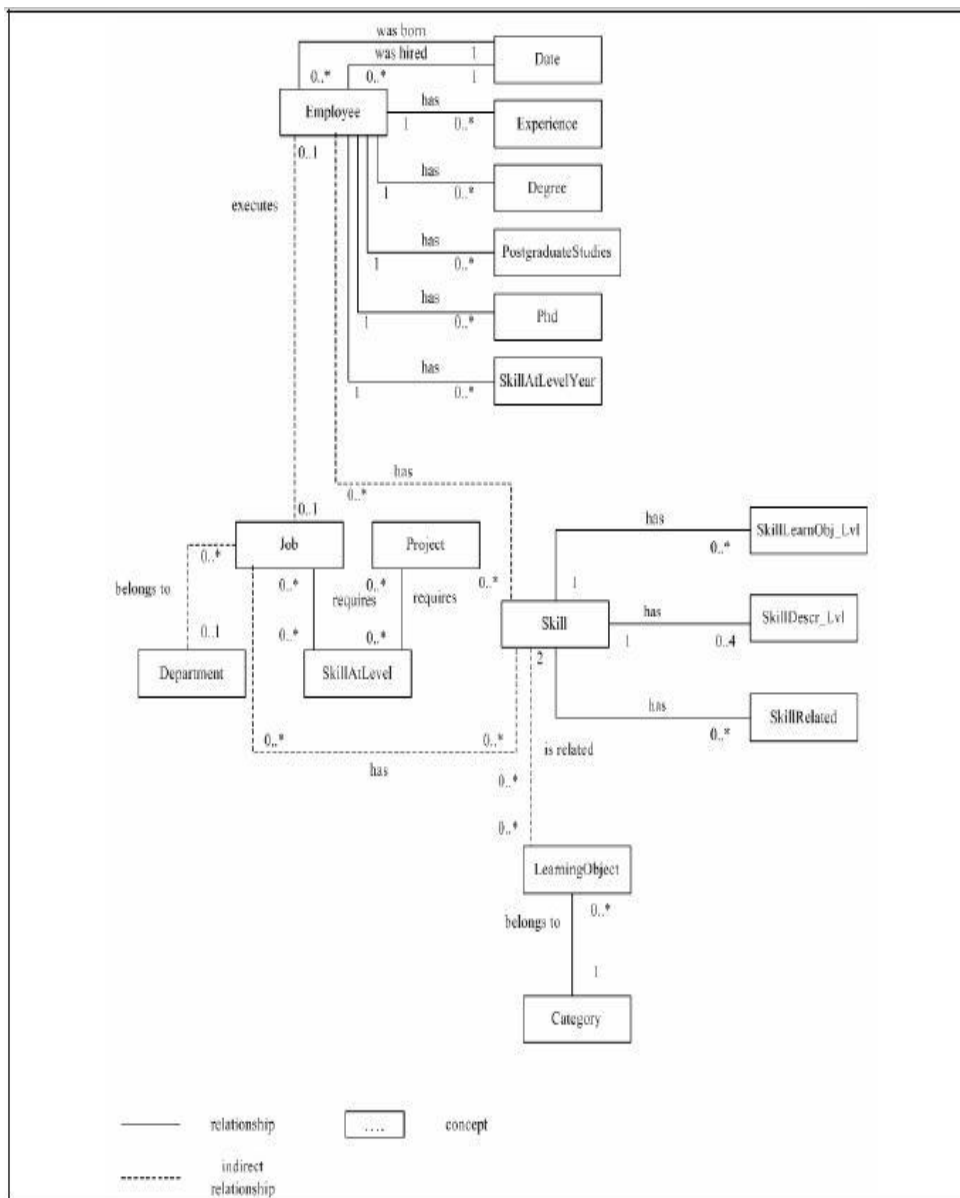 was born
was hired
1
Date
0..*
0..*
1
Employee
has
1
0..*
Experience
0..1
has
1
0..*
Degree
executes
has
1
0..*
PostgraduateStudies
has
1
0..*
Phd
has
1
0..*
SkillAtLevelYear
has
0..*
0..1
has
0..*
SkillLearnObj_Lvl
Job
Project
0..*
0..*
0..*
0..*
belongs to
requires
requires
1
0..*
0..*
0..1
Skill
has
1
0..4
SkillDescr_Lvl
2
Department
SkillAtLevel
has
0..*
SkillRelated
0..*
0..*
has
is related
0..*
0..*
LearningObject
0..*
belongs to
1
Category
relationship
....
concept
indirect
relationship